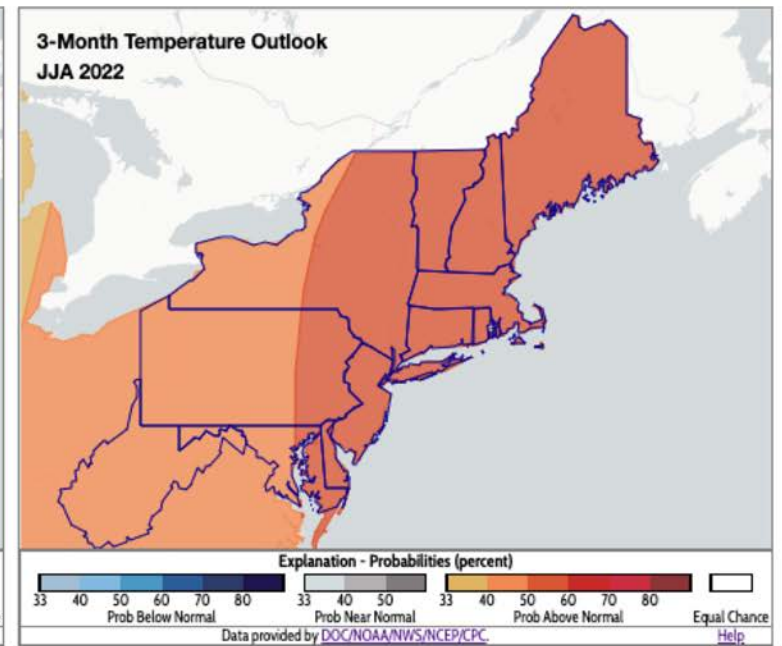 3-Month Temperature Outlook
JJA 2022
Explanation - Probabilities (percent)
33 40 50 60 70 80 33 40 50 33 40 50 60 70 80
Prob Below Normal Prob Near Normal Prob Above Normal Equal Chance
Data provided by DOC/NOAA/NWS/NCEP/CPC. Help